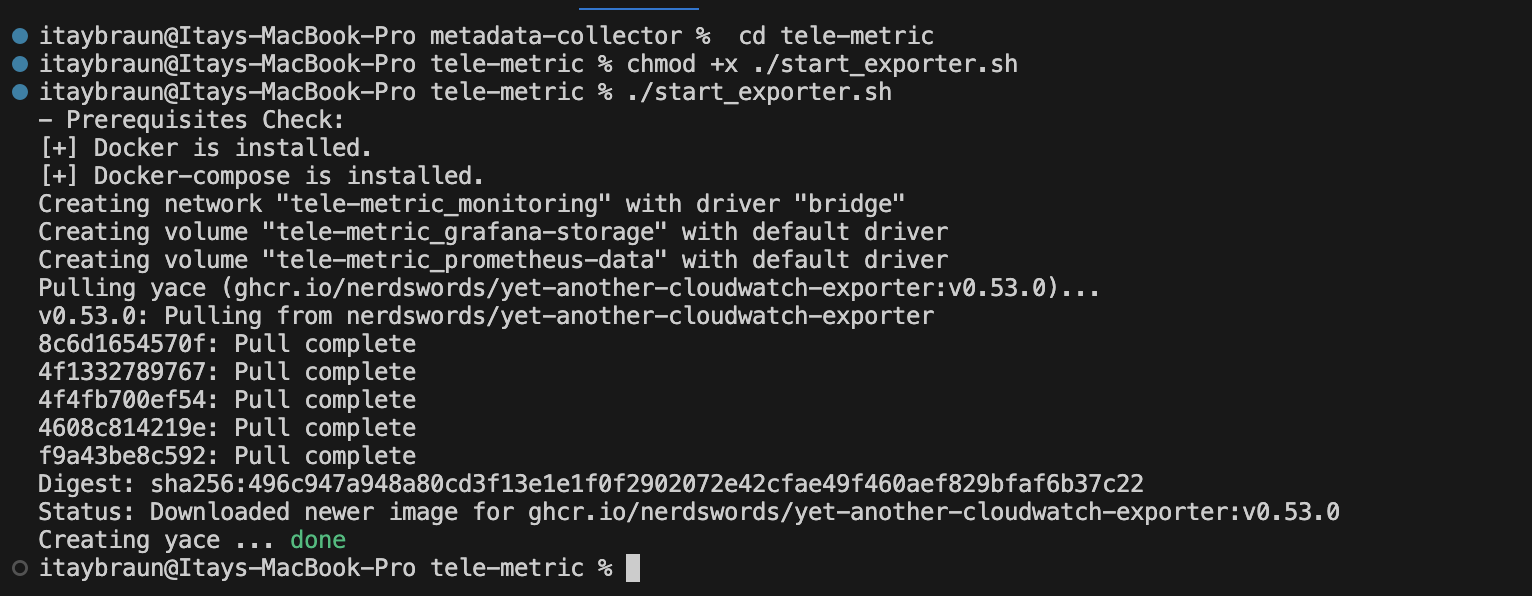 itaybraun@Itays-MacBook-Pro metadata-collector %  cd tele-metric
itaybraun@Itays-MacBook-Pro tele-metric % chmod +x ./start_exporter.sh
itaybraun@Itays-MacBook-Pro tele-metric % ./start_exporter.sh
- Prerequisites Check:
[+] Docker is installed.
[+] Docker-compose is installed.
Creating network "tele-metric_monitoring" with driver "bridge"
Creating volume "tele-metric_grafana-storage" with default driver
Creating volume "tele-metric_prometheus-data" with default driver
Pulling yace (ghcr.io/nerdswords/yet-another-cloudwatch-exporter:v0.53.0)...
v0.53.0: Pulling from nerdswords/yet-another-cloudwatch-exporter
8c6d1654570f: Pull complete
4f1332789767: Pull complete
4f4fb700ef54: Pull complete
4608c814219e: Pull complete
f9a43be8c592: Pull complete
Digest: sha256:496c947a948a80cd3f13e1e1f0f2902072e42cfae49f460aef829bfaf6b37c22
Status: Downloaded newer image for ghcr.io/nerdswords/yet-another-cloudwatch-exporter:v0.53.0
Creating yace ... done
itaybraun@Itays-MacBook-Pro tele-metric %